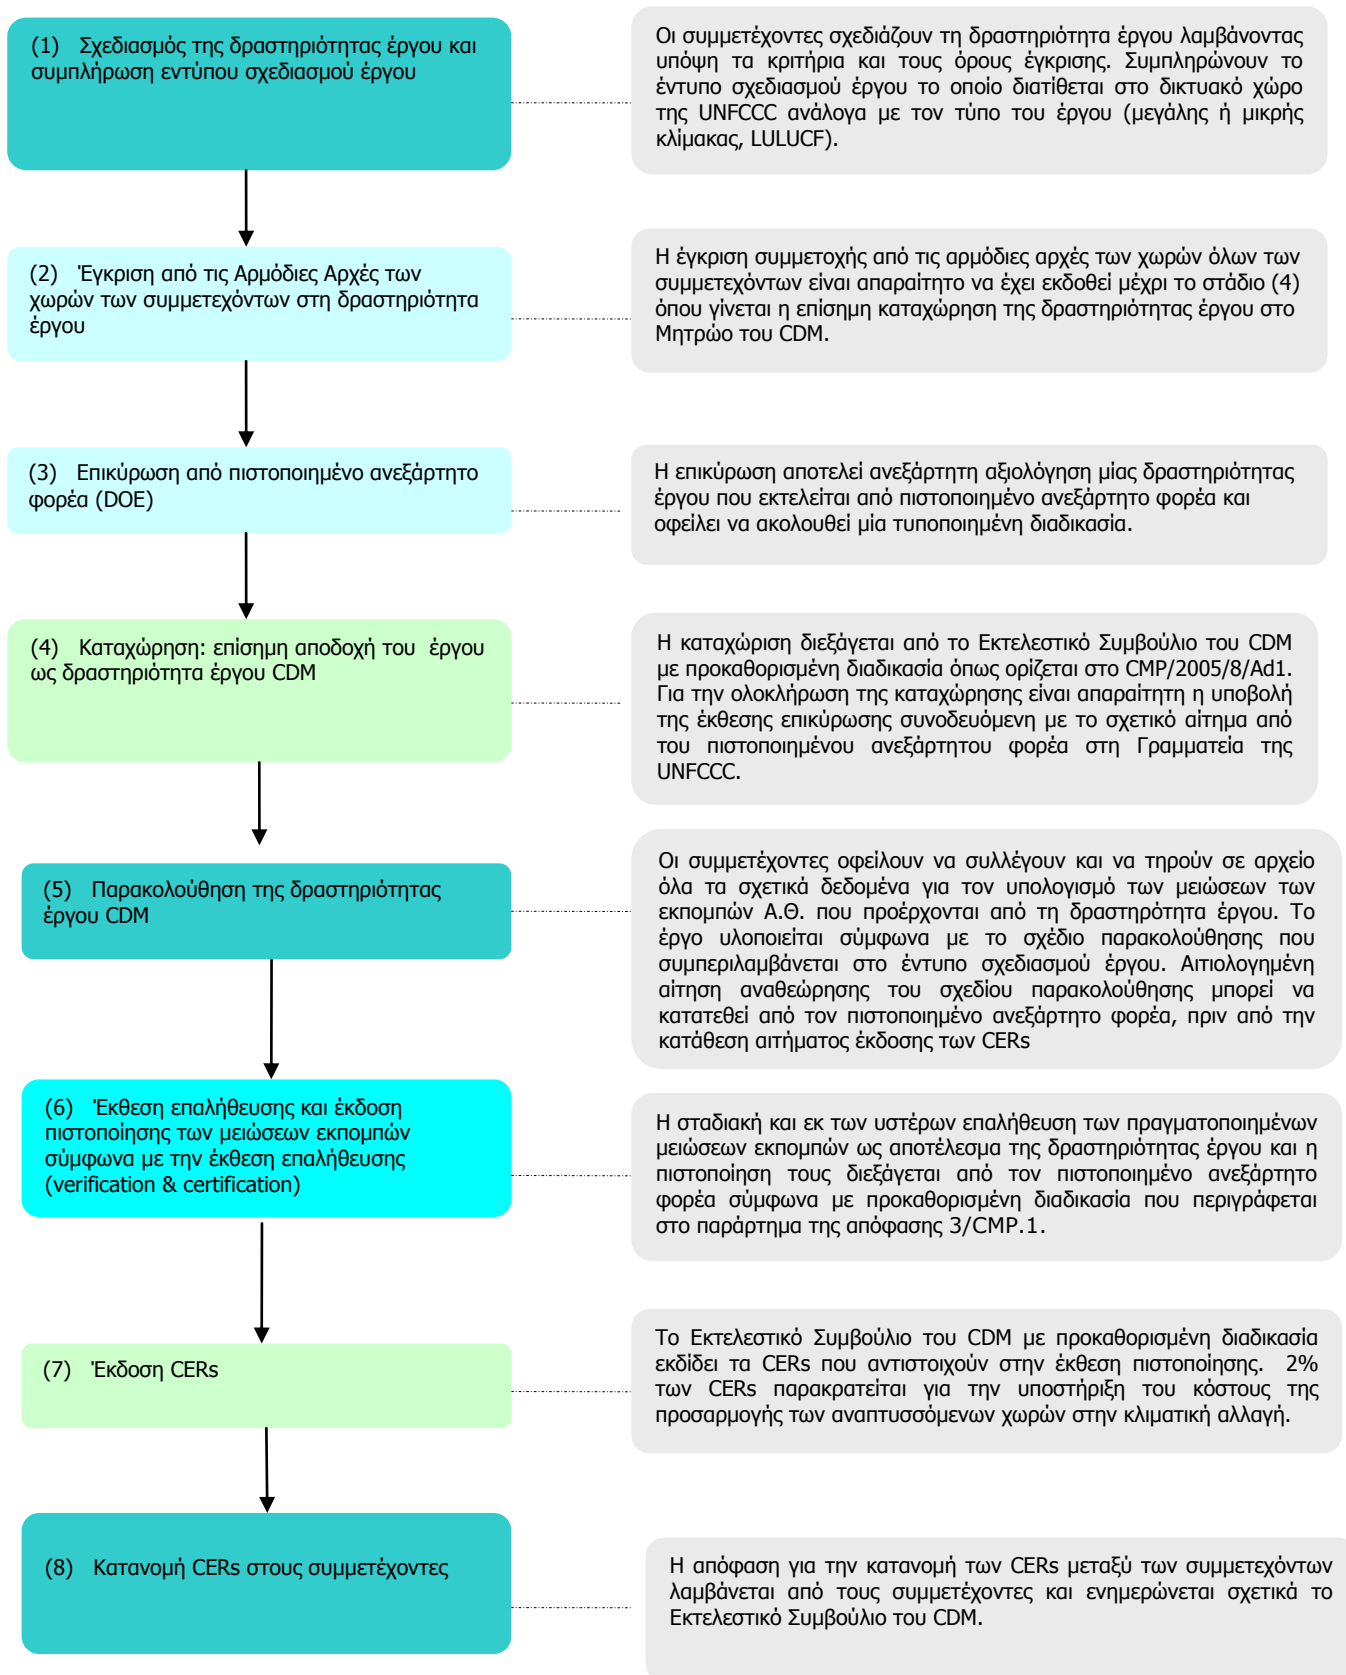 (1) Σχεδιασμός της δραστηριότητας έργου και
συμπλήρωση εντύπου σχεδιασμού έργου
Οι συμμετέχοντες σχεδιάζουν τη δραστηριότητα έργου λαμβάνοντας
υπόψη τα κριτήρια και τους όρους έγκρισης. Συμπληρώνουν το
έντυπο σχεδιασμού έργου το οποίο διατίθεται στο δικτυακό χώρο
της UNFCCC ανάλογα με τον τύπο του έργου (μεγάλης ή μικρής
κλίμακας, LULUCF).
(2) Έγκριση από τις Αρμόδιες Αρχές των
χωρών των συμμετεχόντων στη δραστηριότητα
έργου
Η έγκριση συμμετοχής από τις αρμόδιες αρχές των χωρών όλων των
συμμετεχόντων είναι απαραίτητο να έχει εκδοθεί μέχρι το στάδιο (4)
όπου γίνεται η επίσημη καταχώρηση της δραστηριότητας έργου στο
Μητρώο του CDM.
(3) Επικύρωση από πιστοποιημένο ανεξάρτητο
φορέα (DOE)
Η επικύρωση αποτελεί ανεξάρτητη αξιολόγηση μίας δραστηριότητας
έργου που εκτελείται από πιστοποιημένο ανεξάρτητο φορέα και
οφείλει να ακολουθεί μία τυποποιημένη διαδικασία.
(4) Καταχώρηση: επίσημη αποδοχή του έργου
ως δραστηριότητα έργου CDM
Η καταχώριση διεξάγεται από το Εκτελεστικό Συμβούλιο του CDM
με προκαθορισμένη διαδικασία όπως ορίζεται στο CMP/2005/8/Ad1.
Για την ολοκλήρωση της καταχώρησης είναι απαραίτητη η υποβολή
της έκθεσης επικύρωσης συνοδευόμενη με το σχετικό αίτημα από
του πιστοποιημένου ανεξάρτητου φορέα στη Γραμματεία της
UNFCCC.
(5) Παρακολούθηση της δραστηριότητας
έργου CDM
Οι συμμετέχοντες οφείλουν να συλλέγουν και να τηρούν σε αρχείο
όλα τα σχετικά δεδομένα για τον υπολογισμό των μειώσεων των
εκπομπών Α.Θ. που προέρχονται από τη δραστηρότητα έργου. Το
έργο υλοποιείται σύμφωνα με το σχέδιο παρακολούθησης που
συμπεριλαμβάνεται στο έντυπο σχεδιασμού έργου. Αιτιολογημένη
αίτηση αναθεώρησης του σχεδίου παρακολούθησης μπορεί να
κατατεθεί από τον πιστοποιημένο ανεξάρτητο φορέα, πριν από την
κατάθεση αιτήματος έκδοσης των CERs
(6) Έκθεση επαλήθευσης και έκδοση
πιστοποίησης των μειώσεων εκπομπών
σύμφωνα με την έκθεση επαλήθευσης
(verification & certification)
Η σταδιακή και εκ των υστέρων επαλήθευση των πραγματοποιημένων
μειώσεων εκπομπών ως αποτέλεσμα της δραστηριότητας έργου και η
πιστοποίηση τους διεξάγεται από τον πιστοποιημένο ανεξάρτητο
φορέα σύμφωνα με προκαθορισμένη διαδικασία που περιγράφεται
στο παράρτημα της απόφασης 3/CMP.1.
(7) Έκδοση CERs
Το Εκτελεστικό Συμβούλιο του CDM με προκαθορισμένη διαδικασία
εκδίδει τα CERs που αντιστοιχούν στην έκθεση πιστοποίησης. 2%
των CERs παρακρατείται για την υποστήριξη του κόστους της
προσαρμογής των αναπτυσσόμενων χωρών στην κλιματική αλλαγή.
(8) Κατανομή CERs στους συμμετέχοντες
Η απόφαση για την κατανομή των CERs μεταξύ των συμμετεχόντων
λαμβάνεται από τους συμμετέχοντες και ενημερώνεται σχετικά το
Εκτελεστικό Συμβούλιο του CDM.